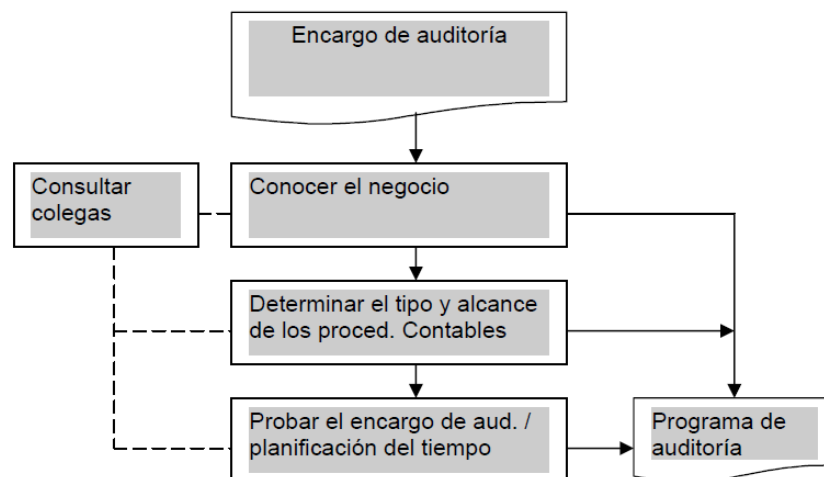 Encargo de auditoría
Consultar
colegas
Conocer el negocio
Determinar el tipo y alcance
de los proced. Contables
Probar el encargo de aud. /
planificación del tiempo
Programa de
auditoría